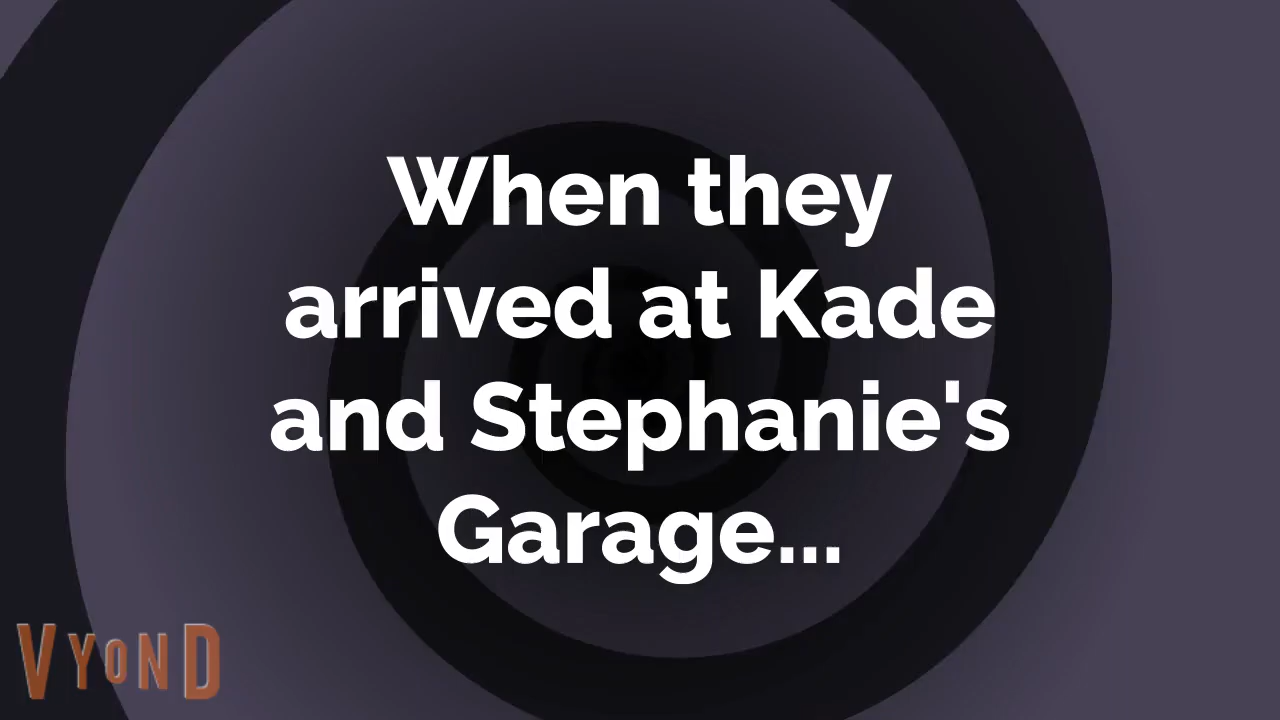 When they
arrived at Kade
and Stephanie's
Garage...
VYOND